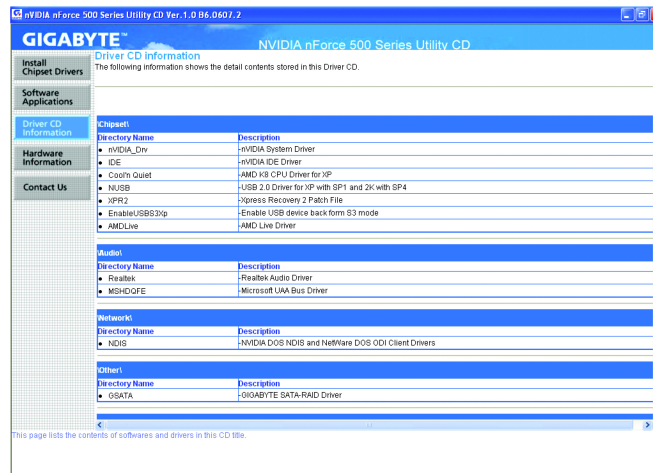 nVIDIA nForce 500 Series Utility CD Ver.1.0 B6.0607.2
GIGABYTE™
NVIDIA nForce 500 Series Utility CD
Install
Chipset Drivers
Software
Applications
Driver CD
Information
Hardware
Information
Contact Us
Driver CD Information
The following information shows the detail contents stored in this Driver CD.
\Chipset\
Directory Name Description
• nVIDIA_Drv -nVIDIA System Driver
• IDE -nVIDIA IDE Driver
• Cool'n Quiet -AMD K8 CPU Driver for XP
• NUSB -USB 2.0 Driver for XP with SP1 and 2K with SP4
• XPR2 -Xpress Recovery 2 Patch File
• EnableUSBS3Xp -Enable USB device back form S3 mode
• AMDLive -AMD Live Driver
\Audio\
Directory Name Description
• Realtek -Realtek Audio Driver
• MSHDQFE -Microsoft UAA Bus Driver
\Network\
Directory Name Description
• NDIS -NVIDIA DOS NDIS and NetWare DOS ODI Client Drivers
\Other\
Directory Name Description
• GSATA -GIGABYTE SATA-RAID Driver
This page lists the contents of softwares and drivers in this CD title.